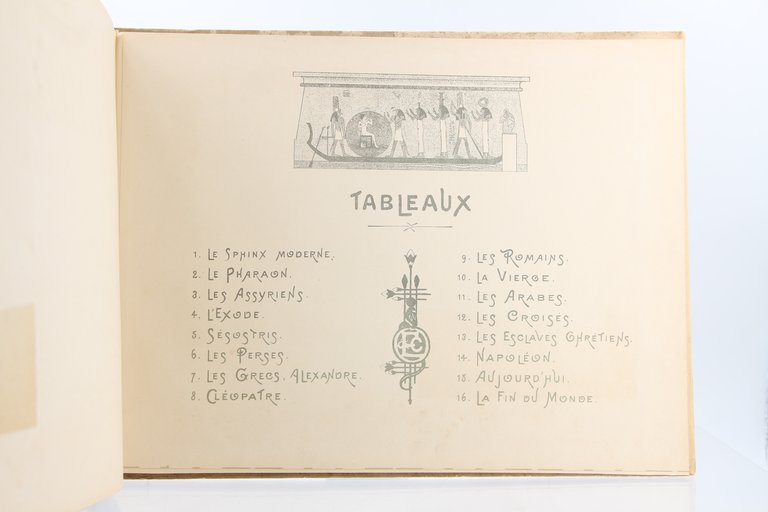 TABLEAUX
1. LE SPHINX MODERNE.
2. LE PHARAON.
3. LES ASSYRIENS.
4. L'EXODE.
5. SÉSOSTRIS.
6. LES PERSES.
7. LES GRECS, ALEXANDRE.
8. CLÉOPATRE.
9. LES ROMAINS.
10. LA VIERGE.
11. LES ARABES.
12. LES CROISÉS.
13. LES ESCLAVES CHRÉTIENS.
14. NAPOLÉON.
15. AUJOURD'HUI.
16. LA FIN DU MONDE.